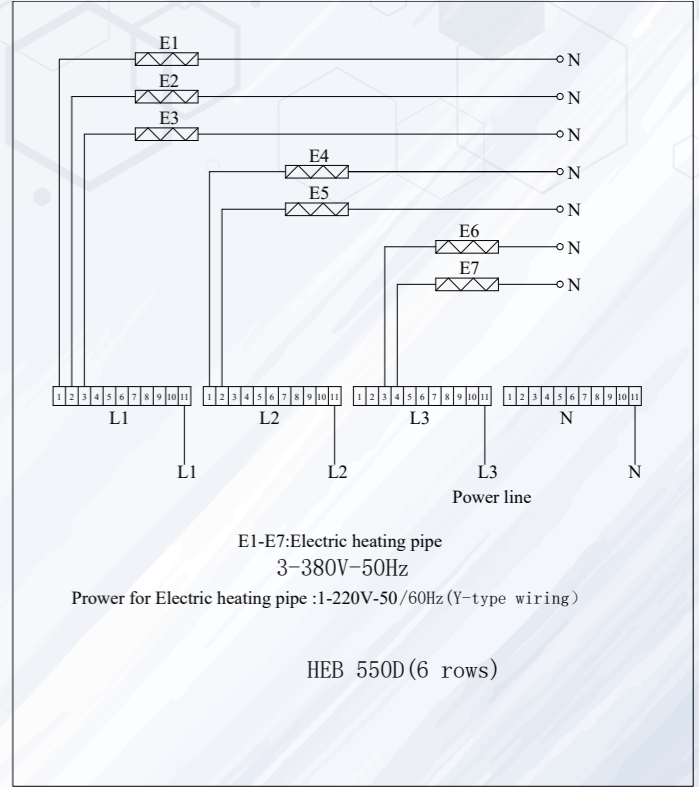 E1
N
E2
N
E3
N
E4
N
E5
N
E6
N
E7
N
1 2 3 4 5 6 7 8 9 10 11 1 2 3 4 5 6 7 8 9 10 11 1 2 3 4 5 6 7 8 9 10 11 1 2 3 4 5 6 7 8 9 10 11
L1 L2 L3 N
L1 L2 L3 N
Power line
E1-E7:Electric heating pipe
3-380V-50Hz
Prower for Electric heating pipe :1-220V-50/60Hz(Y-type wiring)
HEB 550D(6 rows)